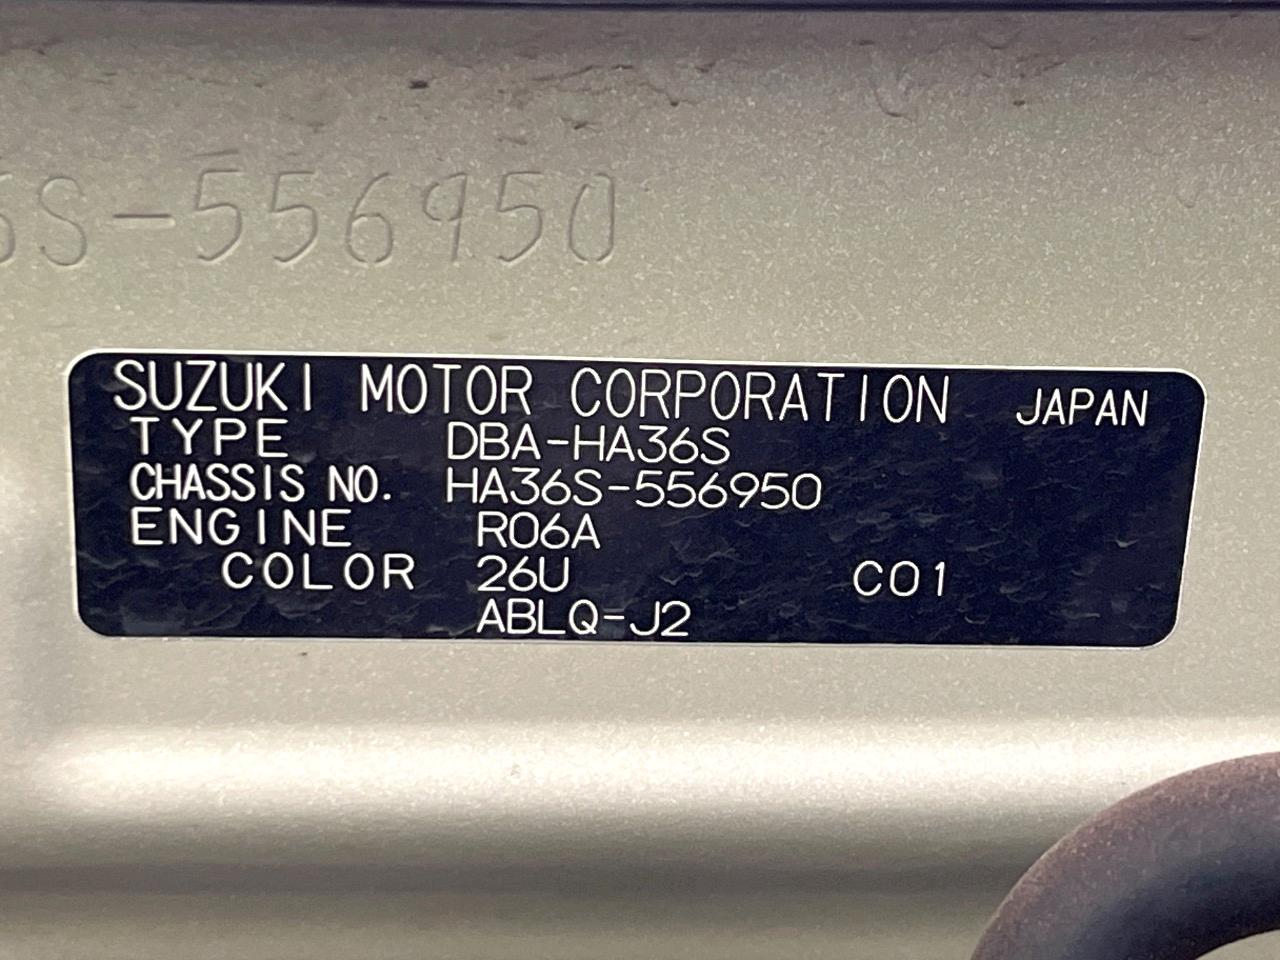 6S-556950
SUZUKI MOTOR CORPORATION JAPAN
TYPE DBA-HA36S
CHASSIS NO. HA36S-556950
ENGINE R06A
COLOR 26U C01
ABLQ-J2